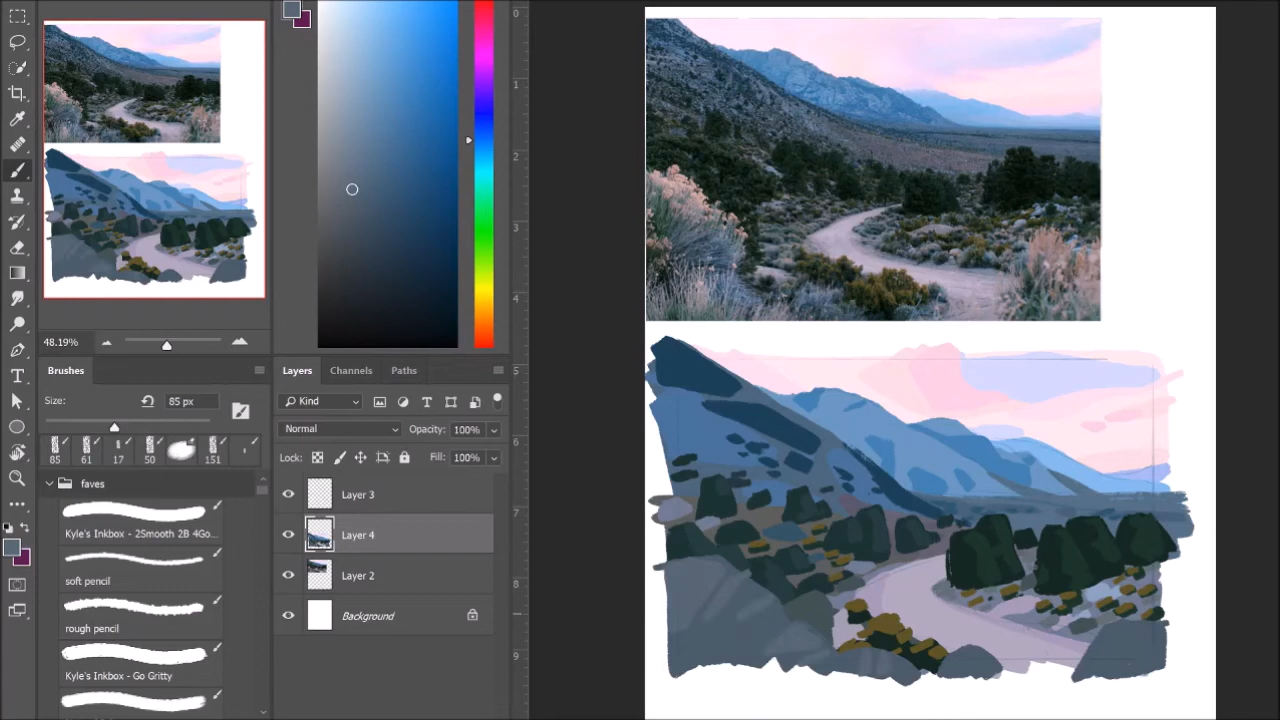 48.19%
Brushes
Size:
85 px
85
61
17
50
151
faves
Kyle's Inkbox - 2Smooth 2B 4Go...
soft pencil
rough pencil
Kyle's Inkbox - Go Gritty
Layers
Channels
Paths
Kind
Normal
Opacity: 100%
Lock:
Fill: 100%
Layer 3
Layer 4
Layer 2
Background
0
1
2
3
4
5
6
7
8
9